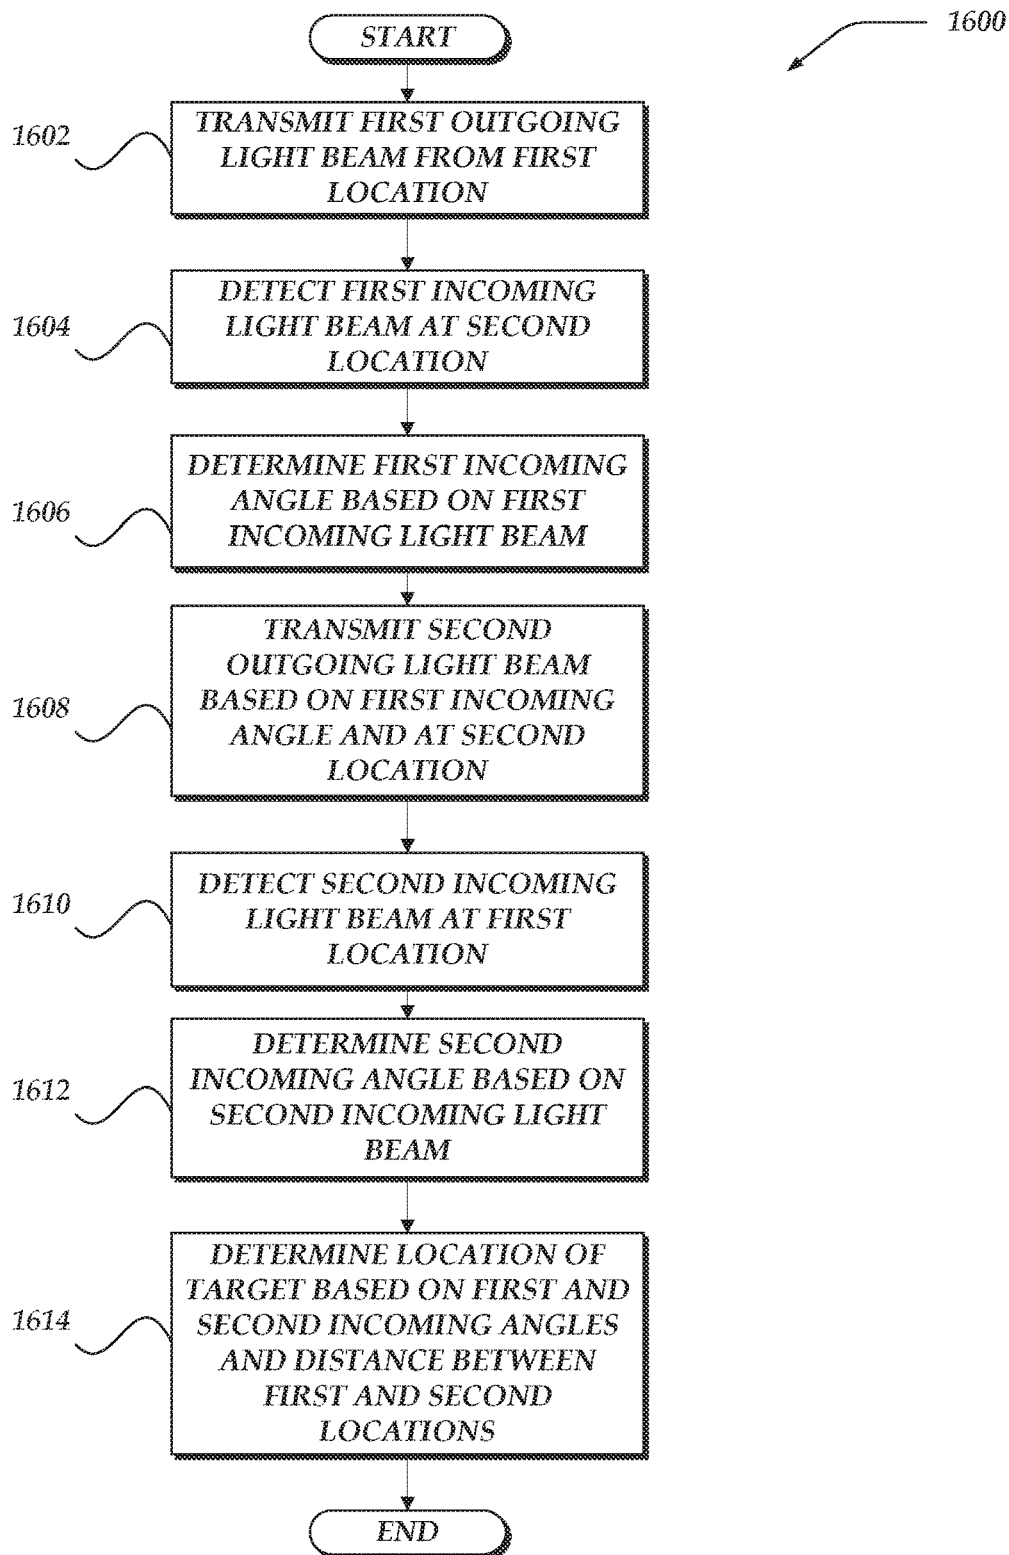 START
1600
1602
TRANSMIT FIRST OUTGOING
LIGHT BEAM FROM FIRST
LOCATION
1604
DETECT FIRST INCOMING
LIGHT BEAM AT SECOND
LOCATION
1606
DETERMINE FIRST INCOMING
ANGLE BASED ON FIRST
INCOMING LIGHT BEAM
1608
TRANSMIT SECOND
OUTGOING LIGHT BEAM
BASED ON FIRST INCOMING
ANGLE AND AT SECOND
LOCATION
1610
DETECT SECOND INCOMING
LIGHT BEAM AT FIRST
LOCATION
1612
DETERMINE SECOND
INCOMING ANGLE BASED ON
SECOND INCOMING LIGHT
BEAM
1614
DETERMINE LOCATION OF
TARGET BASED ON FIRST AND
SECOND INCOMING ANGLES
AND DISTANCE BETWEEN
FIRST AND SECOND
LOCATIONS
END